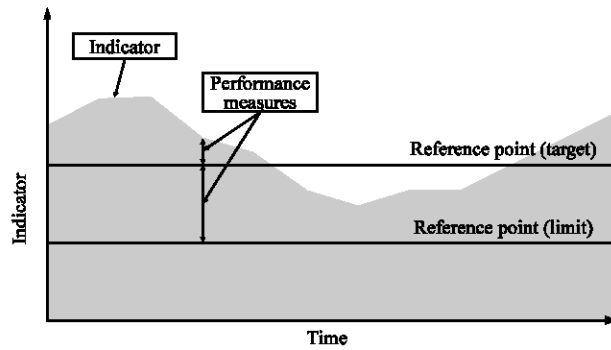 Indicator
Performance
measures
Reference point (target)
Reference point (limit)
Indicator
Time